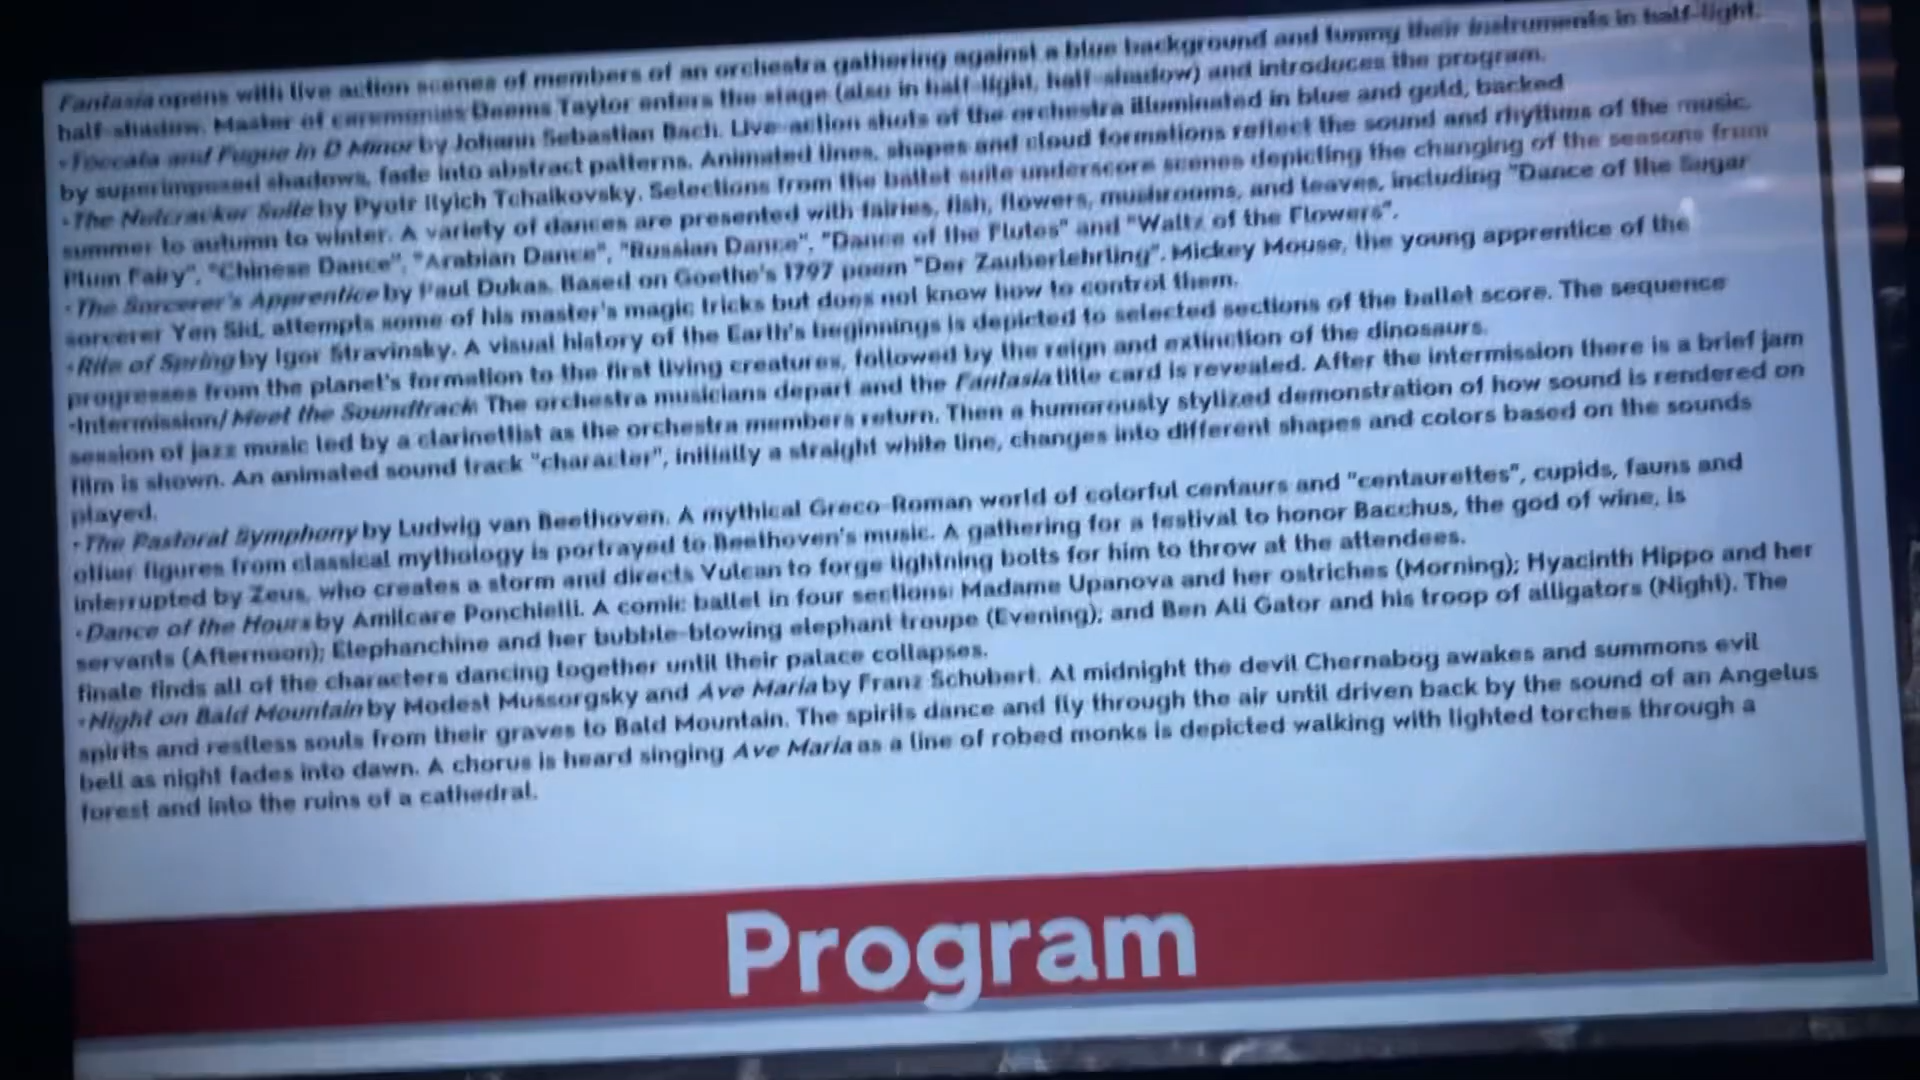 Fantasia opens with live action scenes of members of an orchestra gathering against a blue background and tuning their instruments in half-light,
half-shadow. Master of ceremonies Deems Taylor enters the stage (also in half-light, half-shadow) and introduces the program.
-Toccata and Fugue in D Minor by Johann Sebastian Bach. Live-action shots of the orchestra illuminated in blue and gold, backed
by superimposed shadows, fade into abstract patterns. Animated lines, shapes and cloud formations reflect the sound and rhythms of the music.
-The Nutcracker Suite by Pyotr Ilyich Tchaikovsky. Selections from the ballet suite underscore scenes depicting the changing of the seasons from
summer to autumn to winter. A variety of dances are presented with fairies, fish, flowers, mushrooms, and leaves, including "Dance of the Sugar
Plum Fairy", "Chinese Dance", "Arabian Dance", "Russian Dance", "Dance of the Flutes" and "Waltz of the Flowers".
-The Sorcerer's Apprentice by Paul Dukas. Based on Goethe's 1797 poem "Der Zauberlehrling". Mickey Mouse, the young apprentice of the
sorcerer Yen Sid, attempts some of his master's magic tricks but does not know how to control them.
-Rite of Spring by Igor Stravinsky. A visual history of the Earth's beginnings is depicted to selected sections of the ballet score. The sequence
progresses from the planet's formation to the first living creatures, followed by the reign and extinction of the dinosaurs.
-Intermission/Meet the Soundtrack: The orchestra musicians depart and the Fantasia title card is revealed. After the intermission there is a brief jam
session of jazz music led by a clarinettist as the orchestra members return. Then a humorously stylized demonstration of how sound is rendered on
film is shown. An animated sound track "character", initially a straight white line, changes into different shapes and colors based on the sounds
played.
-The Pastoral Symphony by Ludwig van Beethoven. A mythical Greco-Roman world of colorful centaurs and "centaurettes", cupids, fauns and
other figures from classical mythology is portrayed to Beethoven's music. A gathering for a festival to honor Bacchus, the god of wine, is
interrupted by Zeus, who creates a storm and directs Vulcan to forge lightning bolts for him to throw at the attendees.
-Dance of the Hours by Amilcare Ponchielli. A comic ballet in four sections: Madame Upanova and her ostriches (Morning); Hyacinth Hippo and her
servants (Afternoon); Elephanchine and her bubble-blowing elephant troupe (Evening); and Ben Ali Gator and his troop of alligators (Night). The
finale finds all of the characters dancing together until their palace collapses.
-Night on Bald Mountain by Modest Mussorgsky and Ave Maria by Franz Schubert. At midnight the devil Chernabog awakes and summons evil
spirits and restless souls from their graves to Bald Mountain. The spirits dance and fly through the air until driven back by the sound of an Angelus
bell as night fades into dawn. A chorus is heard singing Ave Maria as a line of robed monks is depicted walking with lighted torches through a
forest and into the ruins of a cathedral.
Program